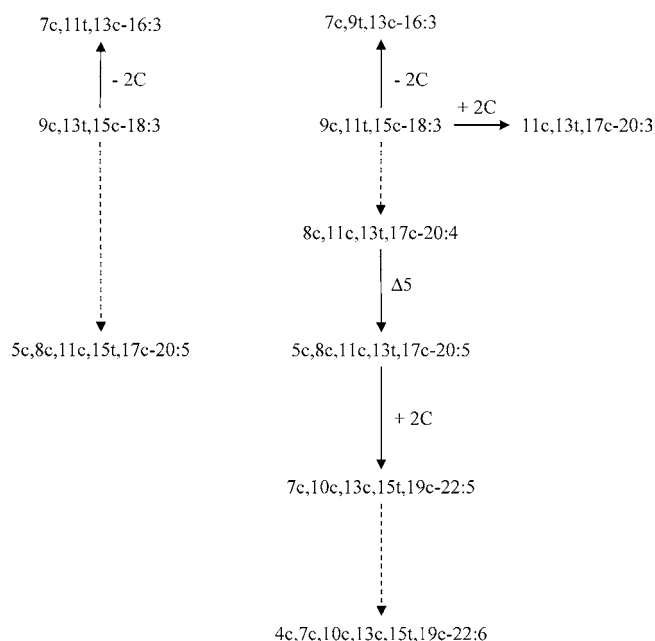 7c,11t,13c-16:3
7c,9t,13c-16:3
- 2C
- 2C
9c,13t,15c-18:3
9c,11t,15c-18:3
+ 2C
11c,13t,17c-20:3
8c,11c,13t,17c-20:4
Δ5
5c,8c,11c,15t,17c-20:5
5c,8c,11c,13t,17c-20:5
+ 2C
7c,10c,13c,15t,19c-22:5
4c,7c,10c,13c,15t,19c-22:6